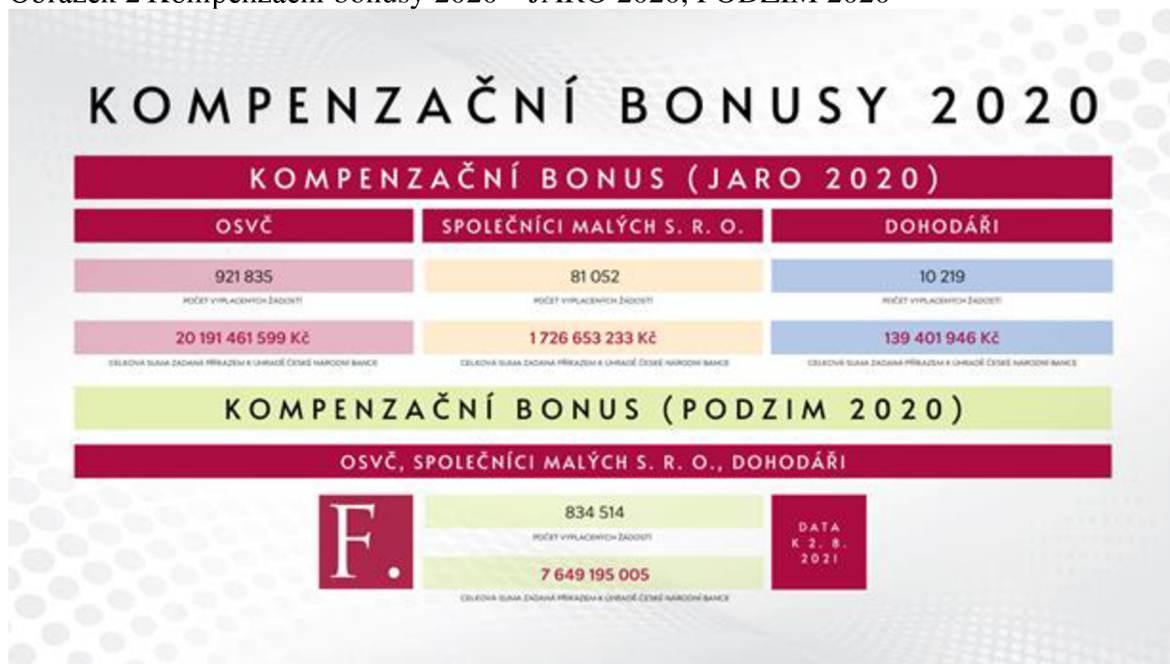 Obrázek 2 Kompenzační bonusy 2020 – JARO 2020, PODZIM 2020
KOMPENZAČNÍ BONUSY 2020
KOMPENZAČNÍ BONUS (JARO 2020)
OSVČ SPOLEČNÍCI MALÝCH S. R. O. DOHODÁŘI
921 835 81 052 10 219
POČET VYPLACENÝCH ŽÁDOSTÍ POČET VYPLACENÝCH ŽÁDOSTÍ POČET VYPLACENÝCH ŽÁDOSTÍ
20 191 461 599 Kč 1 726 653 233 Kč 139 401 946 Kč
CELKOVÁ SUMA ZADANÁ PŘÍKAZEM K ÚHRADĚ ČESKÉ NÁRODNÍ BANCE CELKOVÁ SUMA ZADANÁ PŘÍKAZEM K ÚHRADĚ ČESKÉ NÁRODNÍ BANCE CELKOVÁ SUMA ZADANÁ PŘÍKAZEM K ÚHRADĚ ČESKÉ NÁRODNÍ BANCE
KOMPENZAČNÍ BONUS (PODZIM 2020)
OSVČ, SPOLEČNÍCI MALÝCH S. R. O., DOHODÁŘI
F.
834 514
POČET VYPLACENÝCH ŽÁDOSTÍ
7 649 195 005
CELKOVÁ SUMA ZADANÁ PŘÍKAZEM K ÚHRADĚ ČESKÉ NÁRODNÍ BANCE
DATA
K 2. 8.
2021